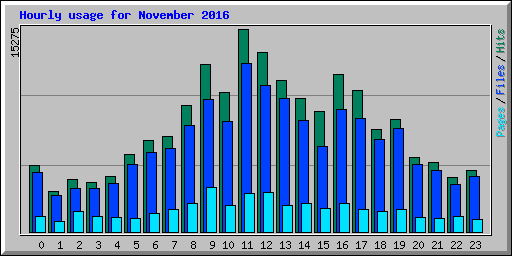 Hourly usage for November 2016
15275
Pages/Files/Hits
0 1 2 3 4 5 6 7 8 9 10 11 12 13 14 15 16 17 18 19 20 21 22 23